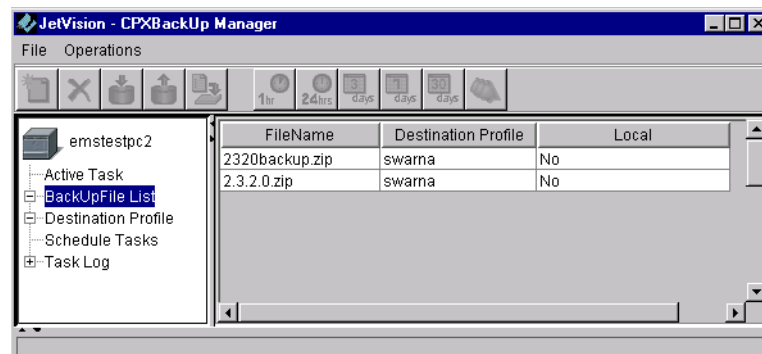 JetVision - CPXBackUp Manager
File Operations
1hr 24hrs 3 days 7 days 30 days
emstestpc2
Active Task
BackUpFile List
Destination Profile
Schedule Tasks
Task Log
FileName Destination Profile Local
2320backup.zip swarna No
2.3.2.0.zip swarna No